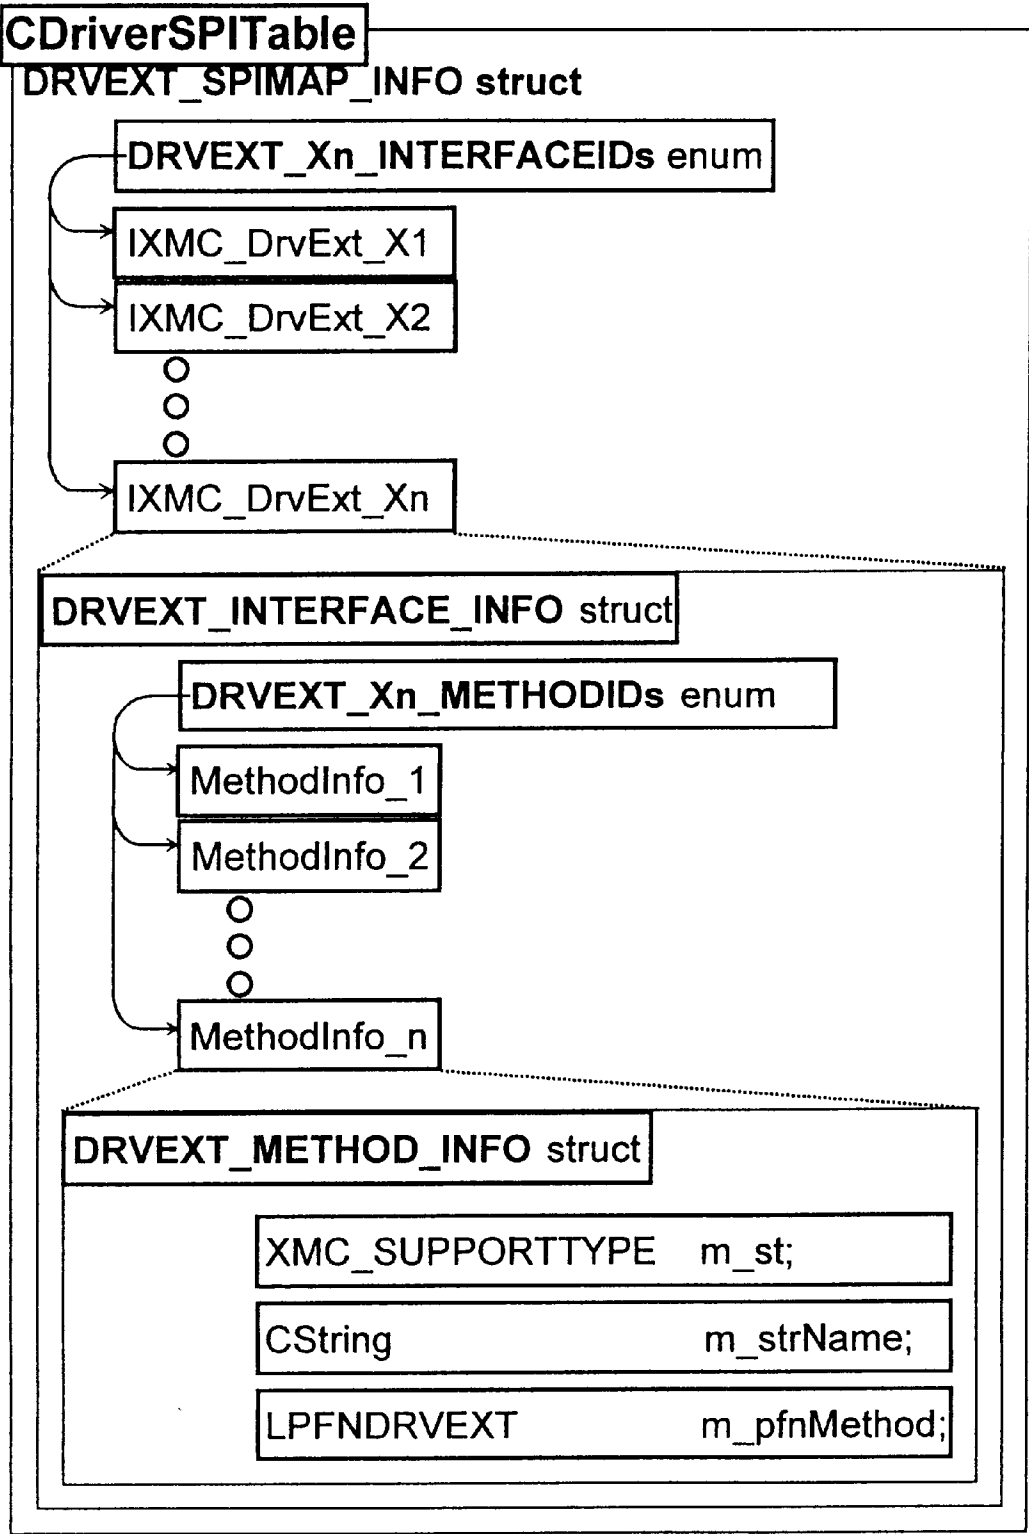 CDriverSPITable
DRVEXT_SPIMAP_INFO struct
DRVEXT_Xn_INTERFACEIDs enum
IXMC_DrvExt_X1
IXMC_DrvExt_X2
IXMC_DrvExt_Xn
DRVEXT_INTERFACE_INFO struct
DRVEXT_Xn_METHODIDs enum
MethodInfo_1
MethodInfo_2
MethodInfo_n
DRVEXT_METHOD_INFO struct
XMC_SUPPORTTYPE m_st;
CString m_strName;
LPFNDRVEXT m_pfnMethod;